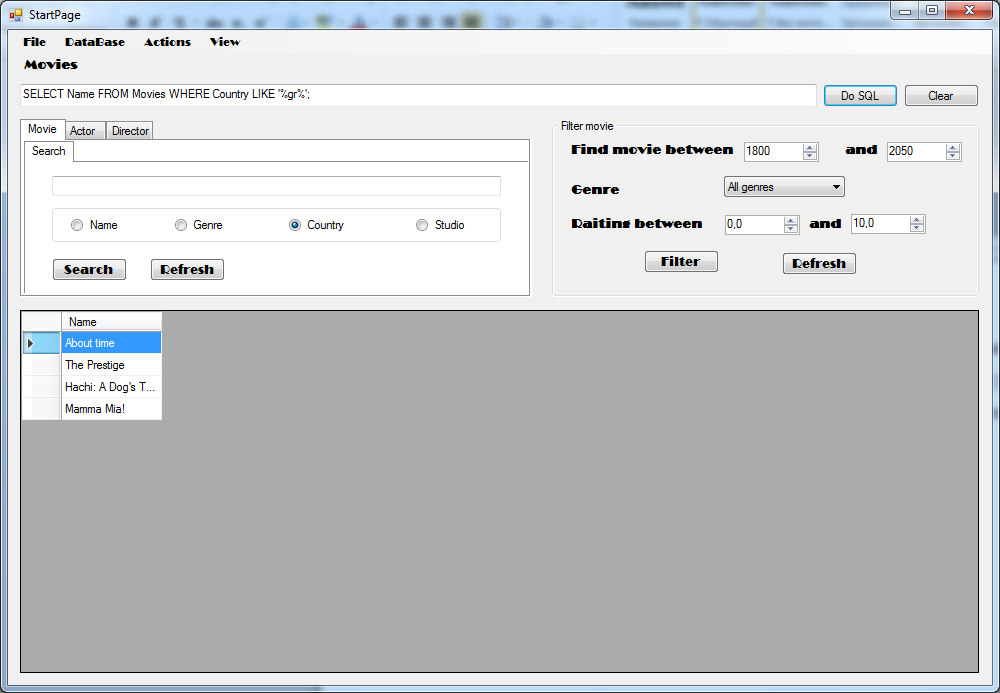 StartPage
File DataBase Actions View
Movies
SELECT Name FROM Movies WHERE Country LIKE '%gr%';
Do SQL Clear
Movie Actor Director
Search
Name Genre Country Studio
Search Refresh
Filter movie
Find movie between 1800 and 2050
Genre All genres
Raiting between 0,0 and 10,0
Filter Refresh
Name
About time
The Prestige
Hachi: A Dog's T...
Mamma Mia!